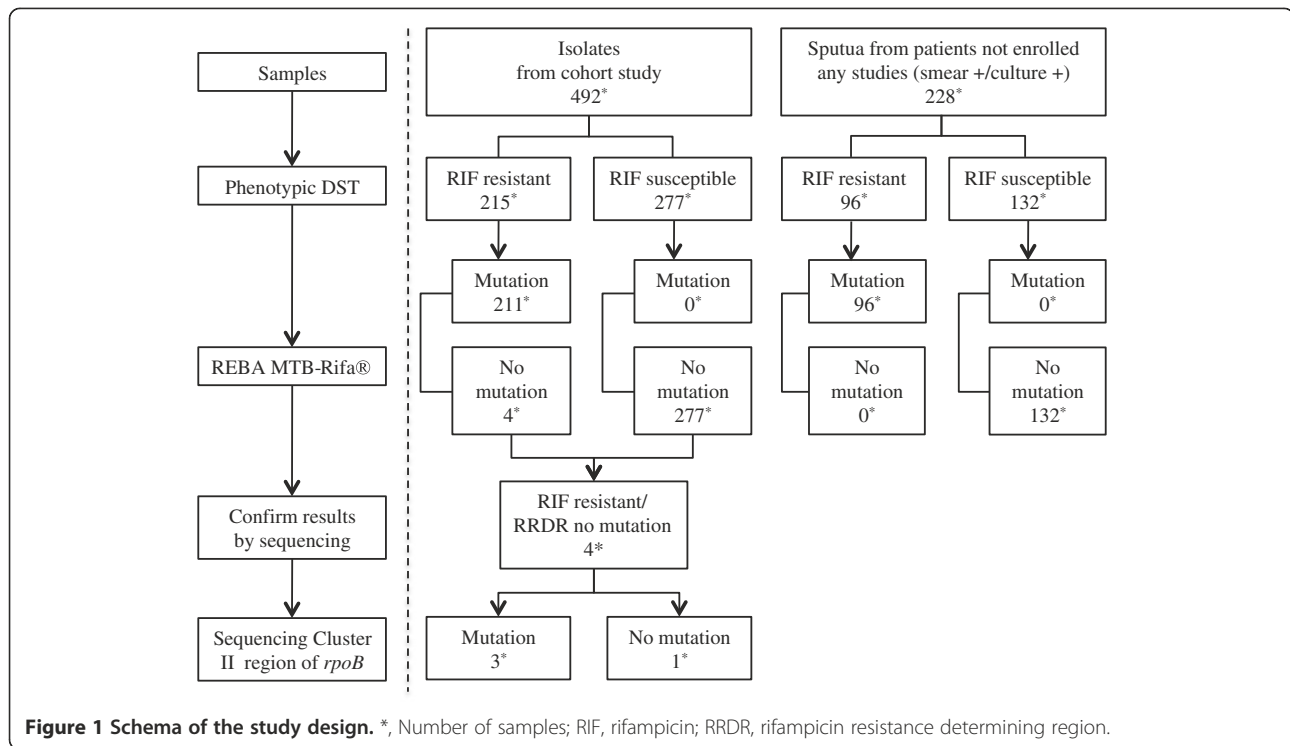 Samples
Phenotypic DST
REBA MTB-Rifa®
Confirm results
by sequencing
Sequencing Cluster
II region of rpoB
Isolates
from cohort study
492*
Sputua from patients not enrolled
any studies (smear +/culture +)
228*
RIF resistant
215*
RIF susceptible
277*
RIF resistant
96*
RIF susceptible
132*
Mutation
211*
Mutation
0*
Mutation
96*
Mutation
0*
No
mutation
4*
No
mutation
277*
No
mutation
0*
No
mutation
132*
RIF resistant/
RRDR no mutation
4*
Mutation
3*
No mutation
1*
Figure 1 Schema of the study design. *, Number of samples; RIF, rifampicin; RRDR, rifampicin resistance determining region.